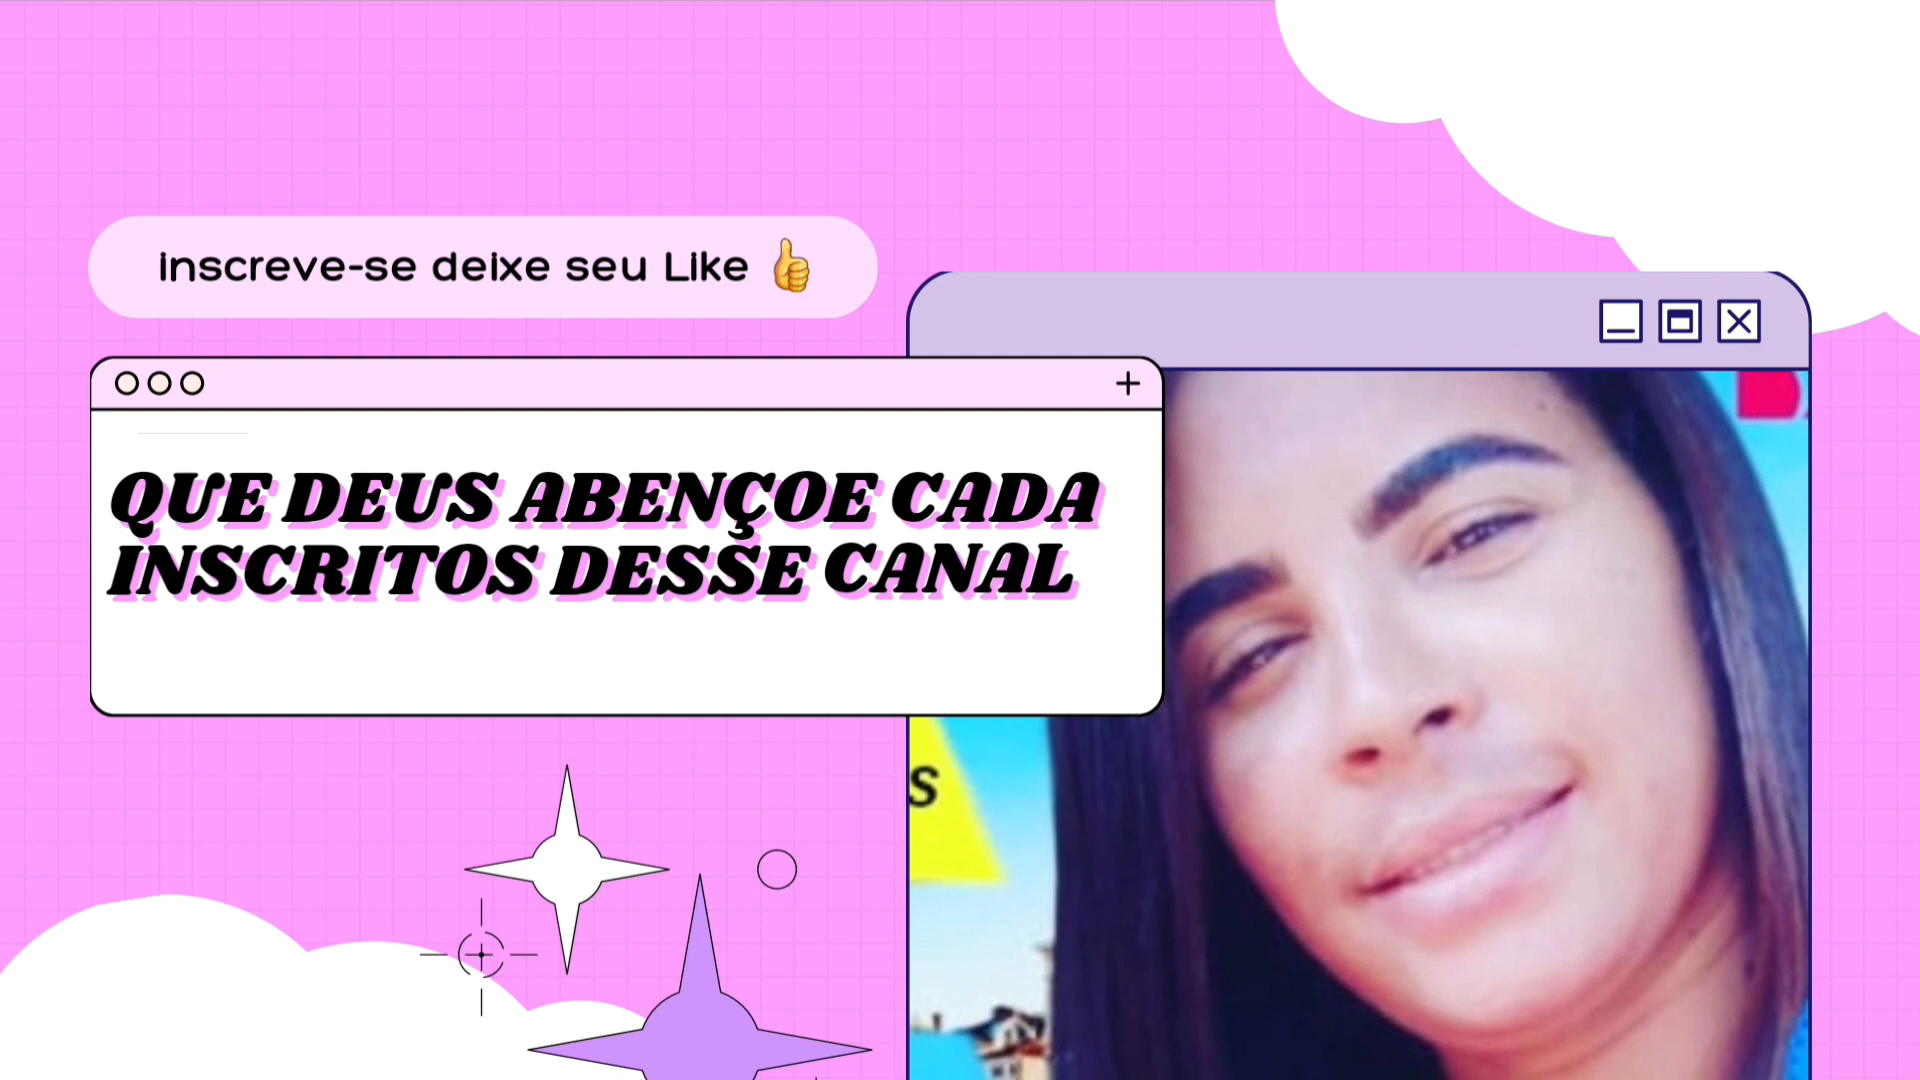 inscreve-se deixe seu Like 👍
QUE DEUS ABENÇOE CADA
INSCRITOS DESSE CANAL
S